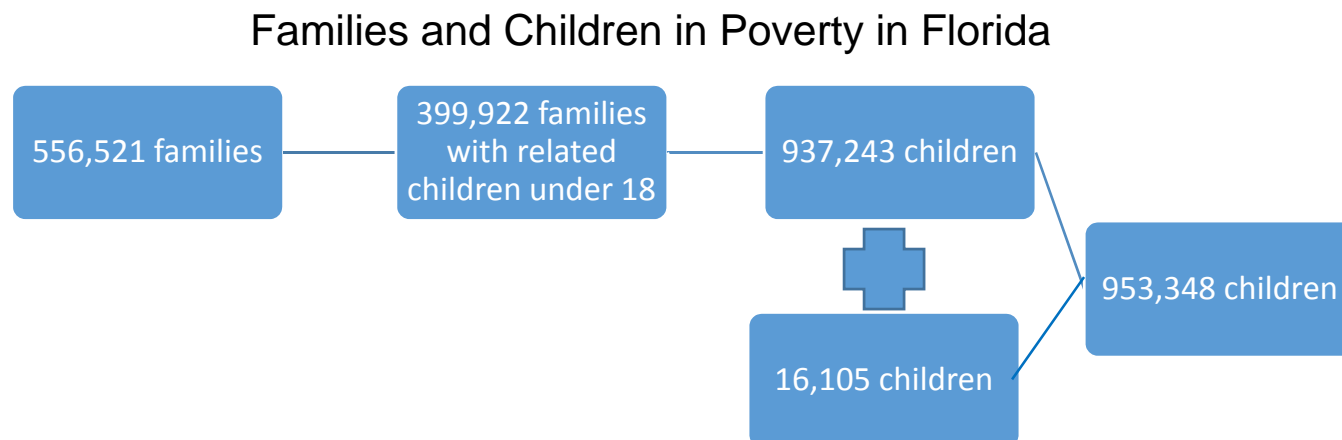 Families and Children in Poverty in Florida
556,521 families
399,922 families
with related
children under 18
937,243 children
953,348 children
16,105 children